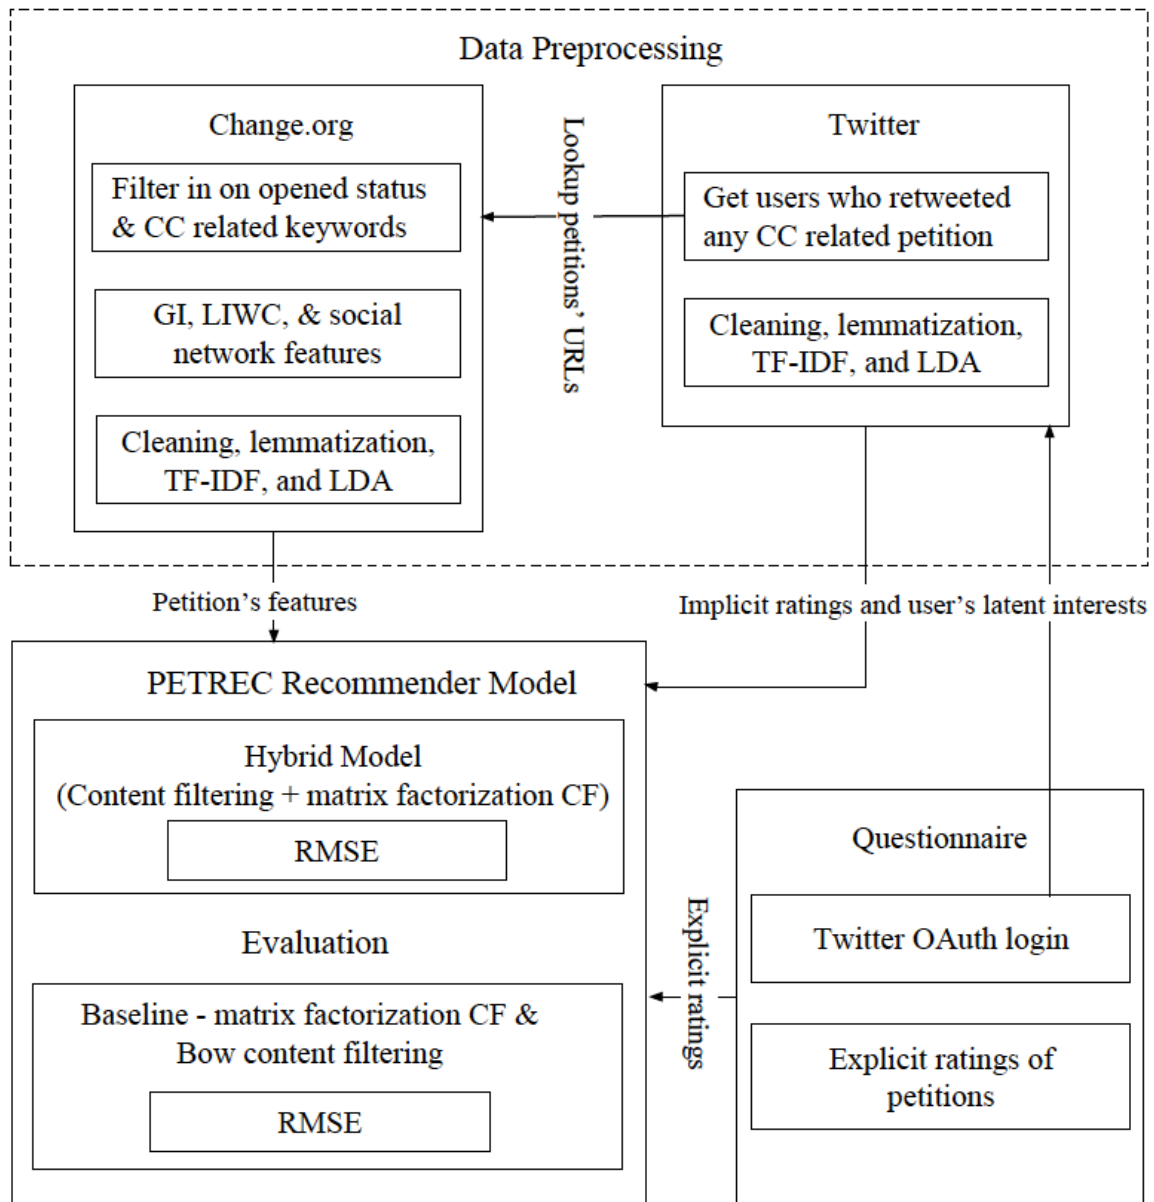 Data Preprocessing
Change.org
Filter in on opened status
& CC related keywords
GI, LIWC, & social
network features
Cleaning, lemmatization,
TF-IDF, and LDA
Lookup petitions' URLs
Twitter
Get users who retweeted
any CC related petition
Cleaning, lemmatization,
TF-IDF, and LDA
Petition's features
Implicit ratings and user's latent interests
PETREC Recommender Model
Hybrid Model
(Content filtering + matrix factorization CF)
RMSE
Evaluation
Baseline - matrix factorization CF &
Bow content filtering
RMSE
Explicit ratings
Questionnaire
Twitter OAuth login
Explicit ratings of
petitions